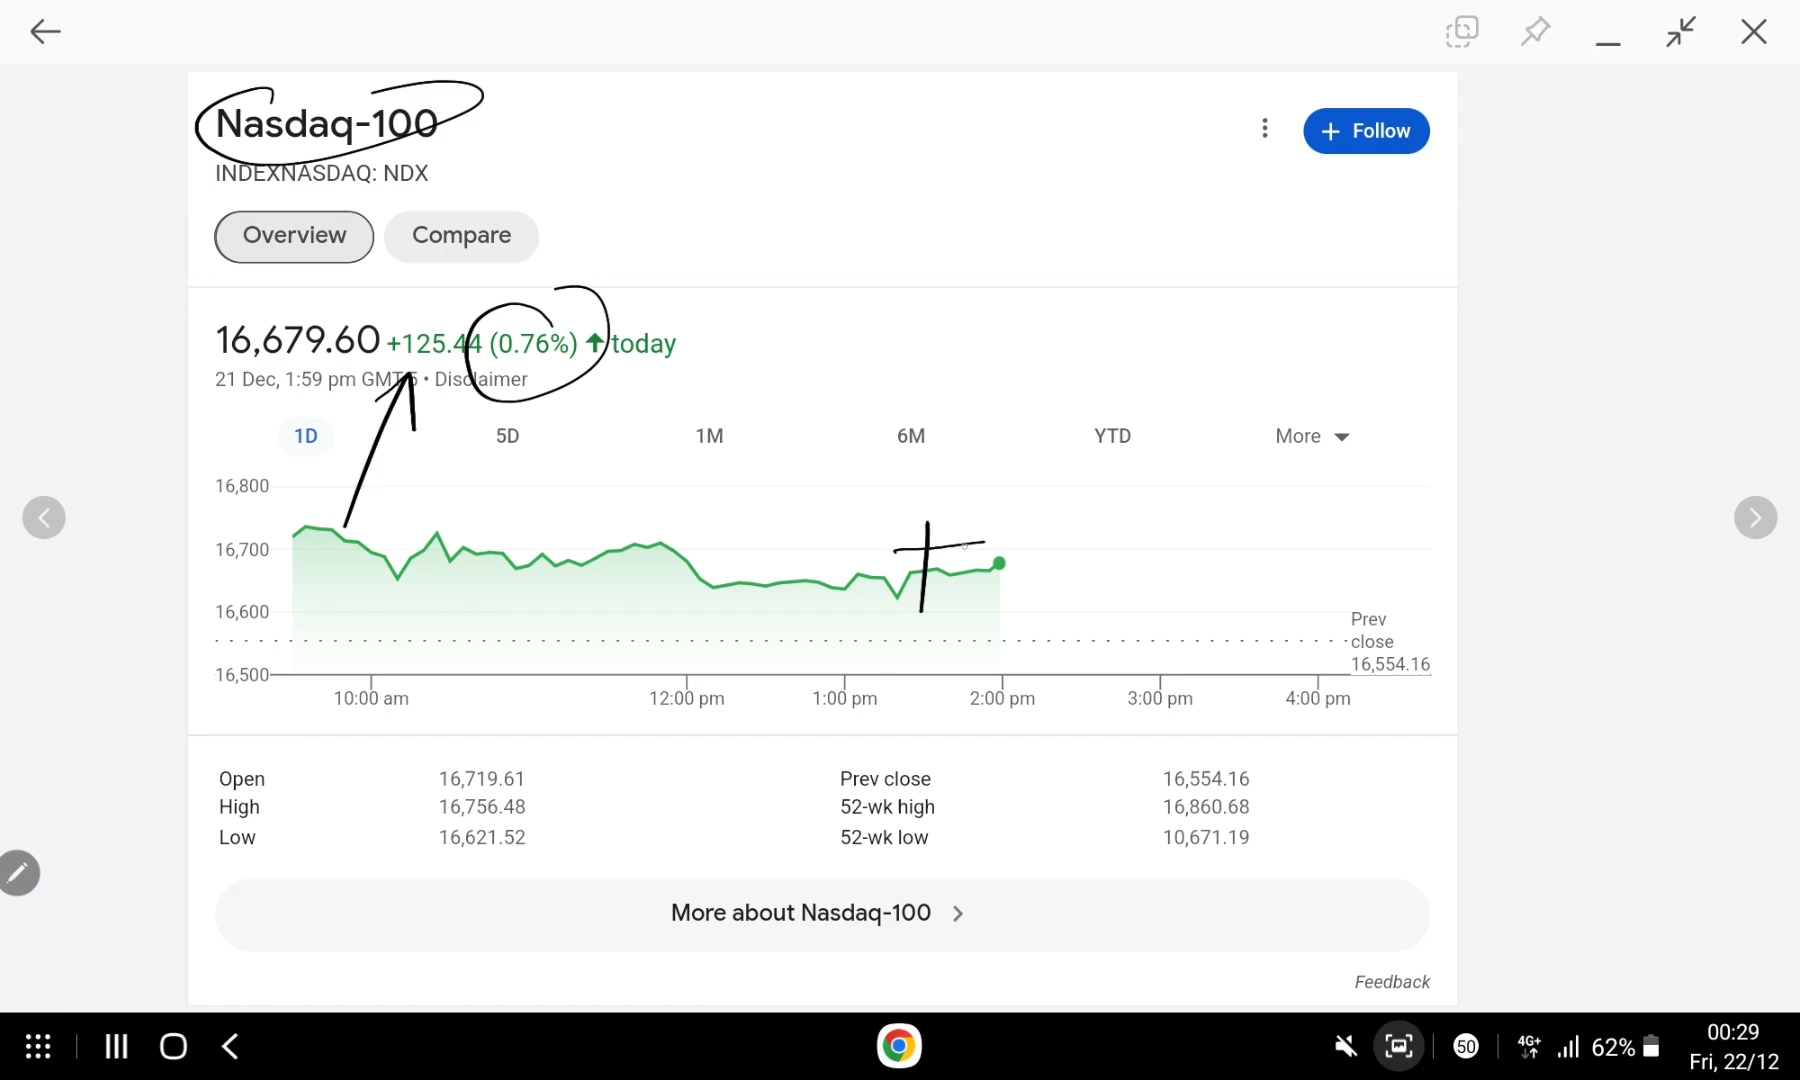 Nasdaq-100
INDEXNASDAQ: NDX
+ Follow
Overview
Compare
16,679.60 +125.44 (0.76%) ↑ today
21 Dec, 1:59 pm GMT-5 • Disclaimer
1D
5D
1M
6M
YTD
More
16,800
16,700
16,600
16,500
Prev
close
16,554.16
10:00 am
12:00 pm
1:00 pm
2:00 pm
3:00 pm
4:00 pm
Open 16,719.61 Prev close 16,554.16
High 16,756.48 52-wk high 16,860.68
Low 16,621.52 52-wk low 10,671.19
More about Nasdaq-100
Feedback
50
4G+
62%
00:29
Fri, 22/12